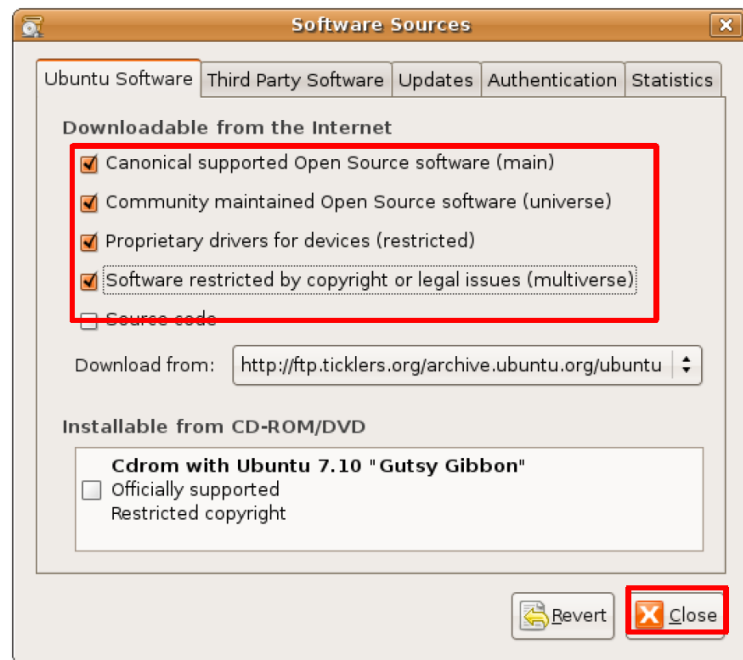 Software Sources
Ubuntu Software Third Party Software Updates Authentication Statistics
Downloadable from the Internet
Canonical supported Open Source software (main)
Community maintained Open Source software (universe)
Proprietary drivers for devices (restricted)
Software restricted by copyright or legal issues (multiverse)
Source code
Download from: http://ftp.ticklers.org/archive.ubuntu.org/ubuntu
Installable from CD-ROM/DVD
Cdrom with Ubuntu 7.10 "Gutsy Gibbon"
Officially supported
Restricted copyright
Revert Close